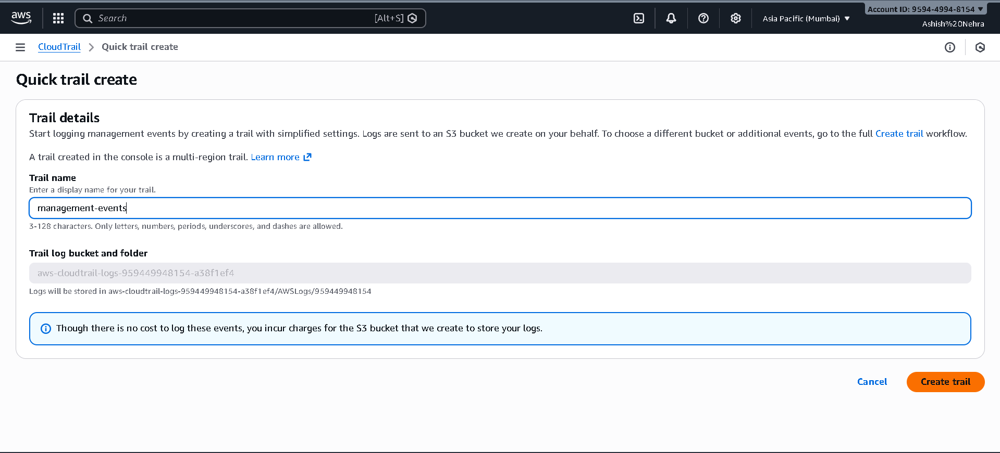 aws
Search
[Alt+S]
Asia Pacific (Mumbai)
Account ID: 9594-4994-8154
Ashish%20Nehra
CloudTrail
Quick trail create
Quick trail create
Trail details
Start logging management events by creating a trail with simplified settings. Logs are sent to an S3 bucket we create on your behalf. To choose a different bucket or additional events, go to the full Create trail workflow.
A trail created in the console is a multi-region trail. Learn more
Trail name
Enter a display name for your trail.
management-events
3-128 characters. Only letters, numbers, periods, underscores, and dashes are allowed.
Trail log bucket and folder
aws-cloudtrail-logs-959449948154-a38f1ef4
Logs will be stored in aws-cloudtrail-logs-959449948154-a38f1ef4/AWSLogs/959449948154
Though there is no cost to log these events, you incur charges for the S3 bucket that we create to store your logs.
Cancel
Create trail